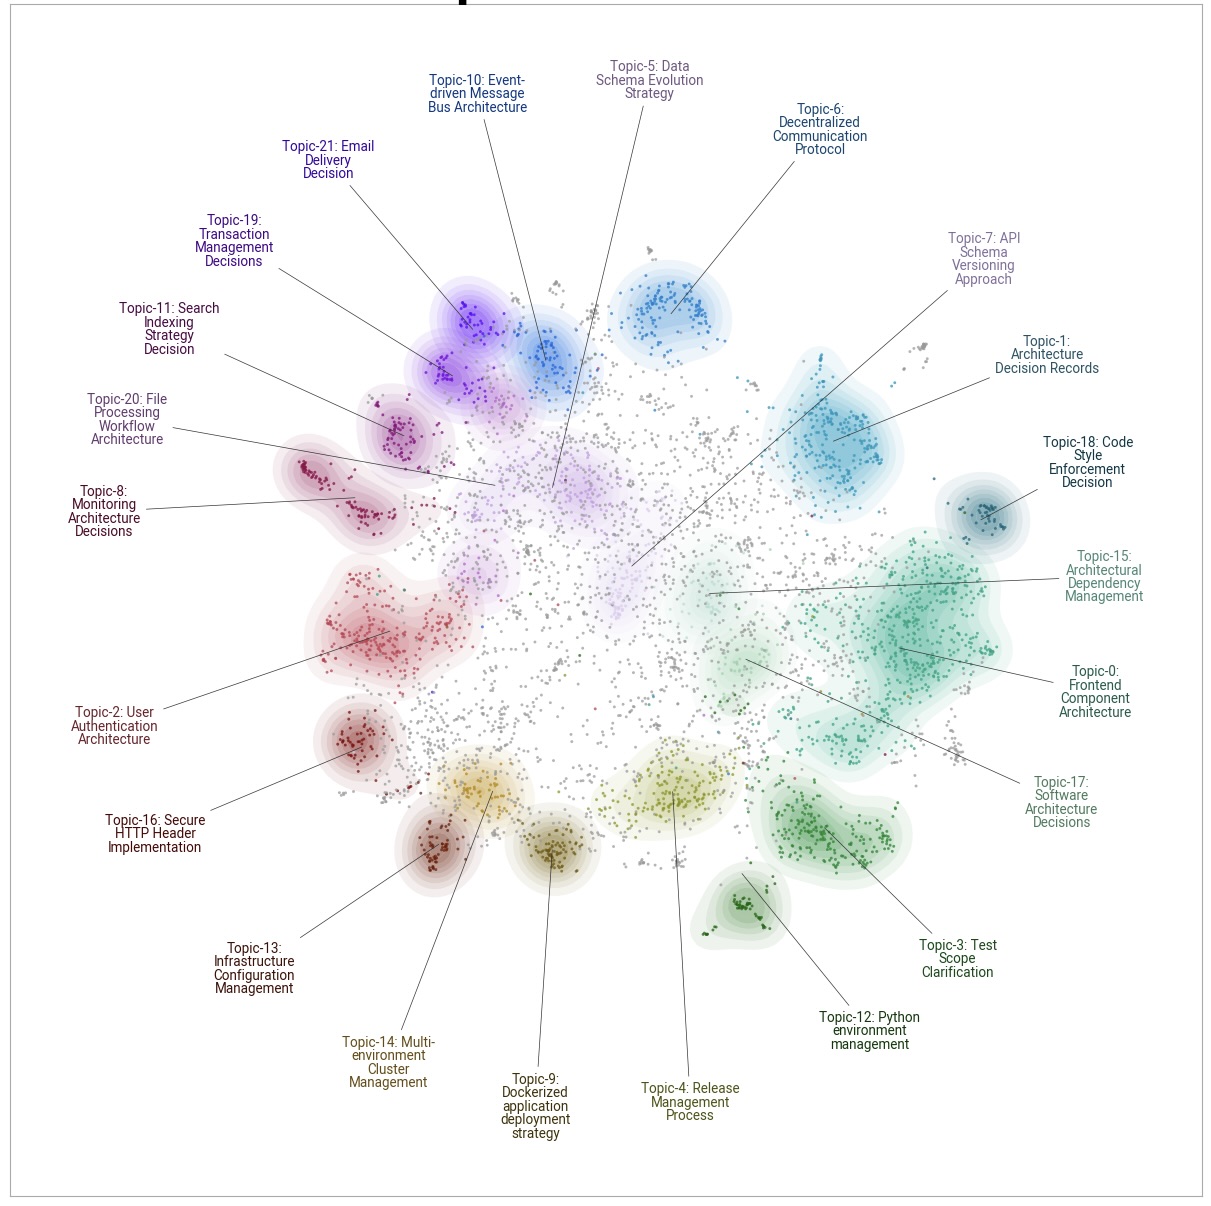 Topic-5: Data
Schema Evolution
Strategy
Topic-10: Event-
driven Message
Bus Architecture
Topic-6:
Decentralized
Communication
Protocol
Topic-21: Email
Delivery
Decision
Topic-19:
Transaction
Management
Decisions
Topic-7: API
Schema
Versioning
Approach
Topic-11: Search
Indexing
Strategy
Decision
Topic-1:
Architecture
Decision Records
Topic-20: File
Processing
Workflow
Architecture
Topic-18: Code
Style
Enforcement
Decision
Topic-8:
Monitoring
Architecture
Decisions
Topic-15:
Architectural
Dependency
Management
Topic-0:
Frontend
Component
Architecture
Topic-2: User
Authentication
Architecture
Topic-17:
Software
Architecture
Decisions
Topic-16: Secure
HTTP Header
Implementation
Topic-3: Test
Scope
Clarification
Topic-13:
Infrastructure
Configuration
Management
Topic-12: Python
environment
management
Topic-14: Multi-
environment
Cluster
Management
Topic-9:
Dockerized
application
deployment
strategy
Topic-4: Release
Management
Process